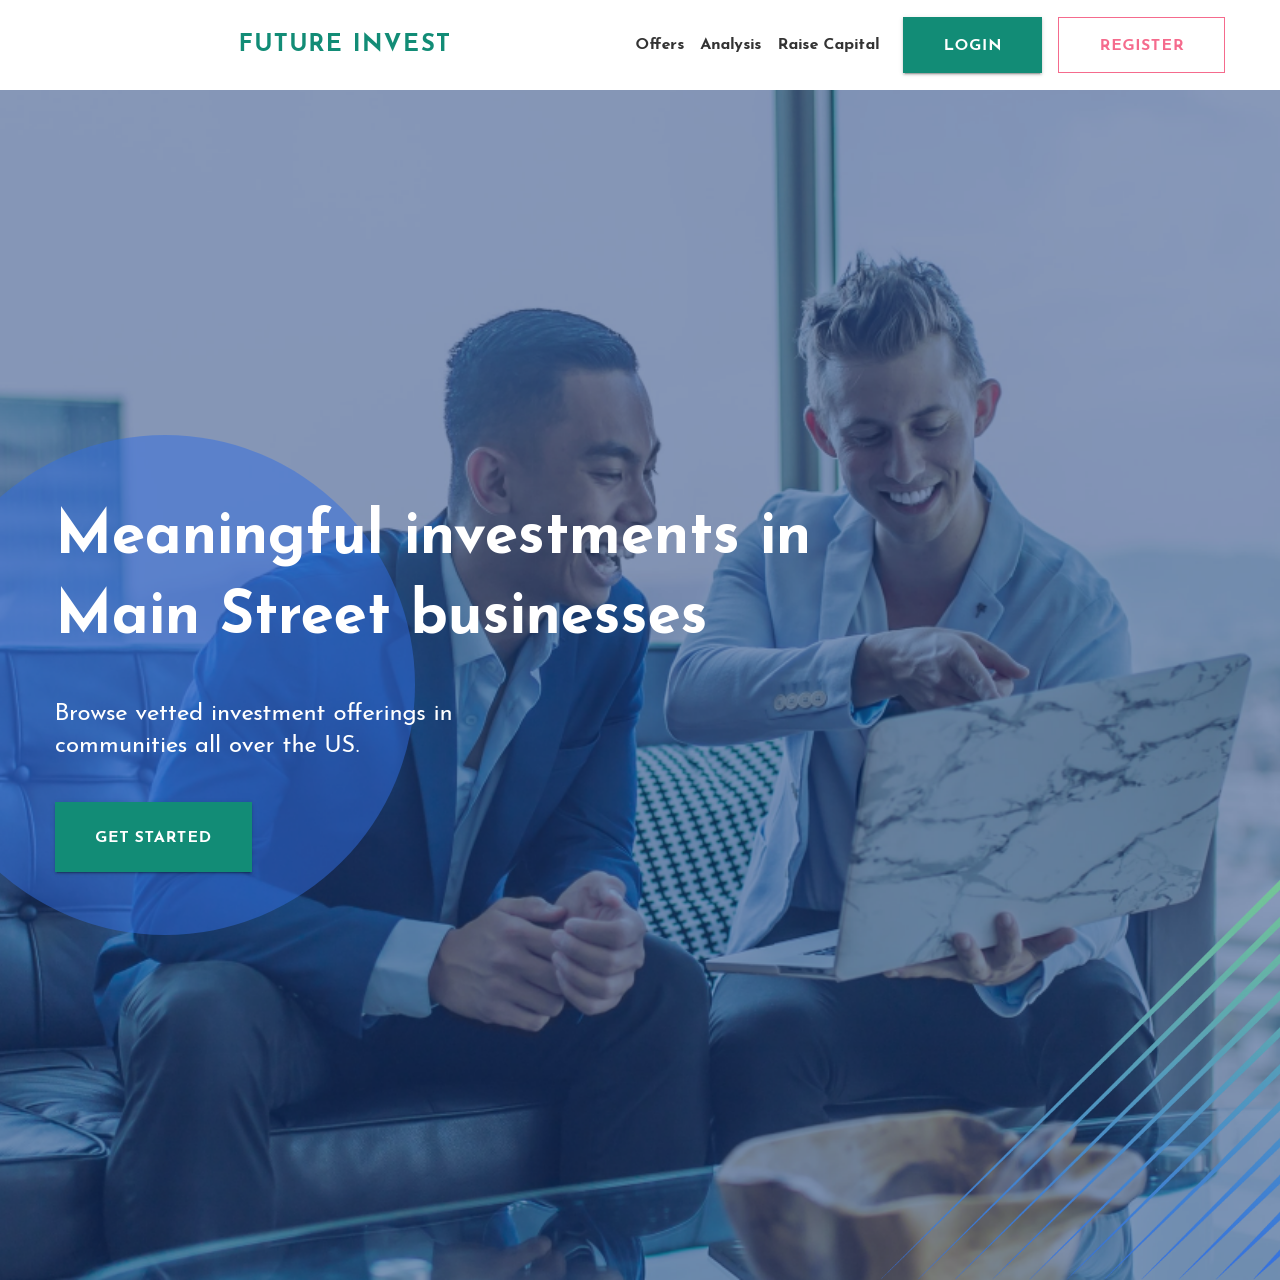 FUTURE INVEST
Offers
Analysis
Raise Capital
LOGIN
REGISTER
Meaningful investments in
Main Street businesses
Browse vetted investment offerings in
communities all over the US.
GET STARTED